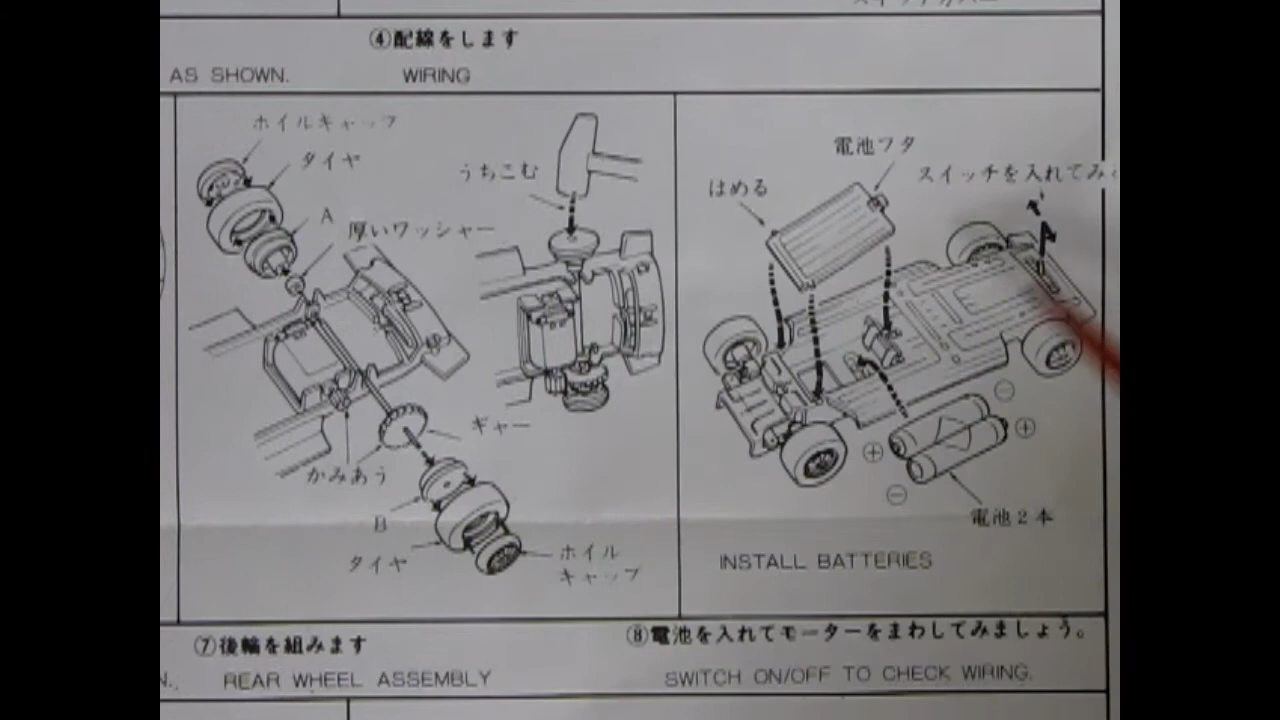 ④配線をします
AS SHOWN.
WIRING
ホイルキャップ
タイヤ
A
厚いワッシャー
うちこむ
ギャー
かみあう
B
タイヤ
ホイル
キャップ
電池フタ
はめる
スイッチを入れてみ
⊖
⊕
⊕
⊖
電池2本
INSTALL BATTERIES
⑦後輪を組みます
REAR WHEEL ASSEMBLY
⑧電池を入れてモーターをまわしてみましょう。
SWITCH ON/OFF TO CHECK WIRING.